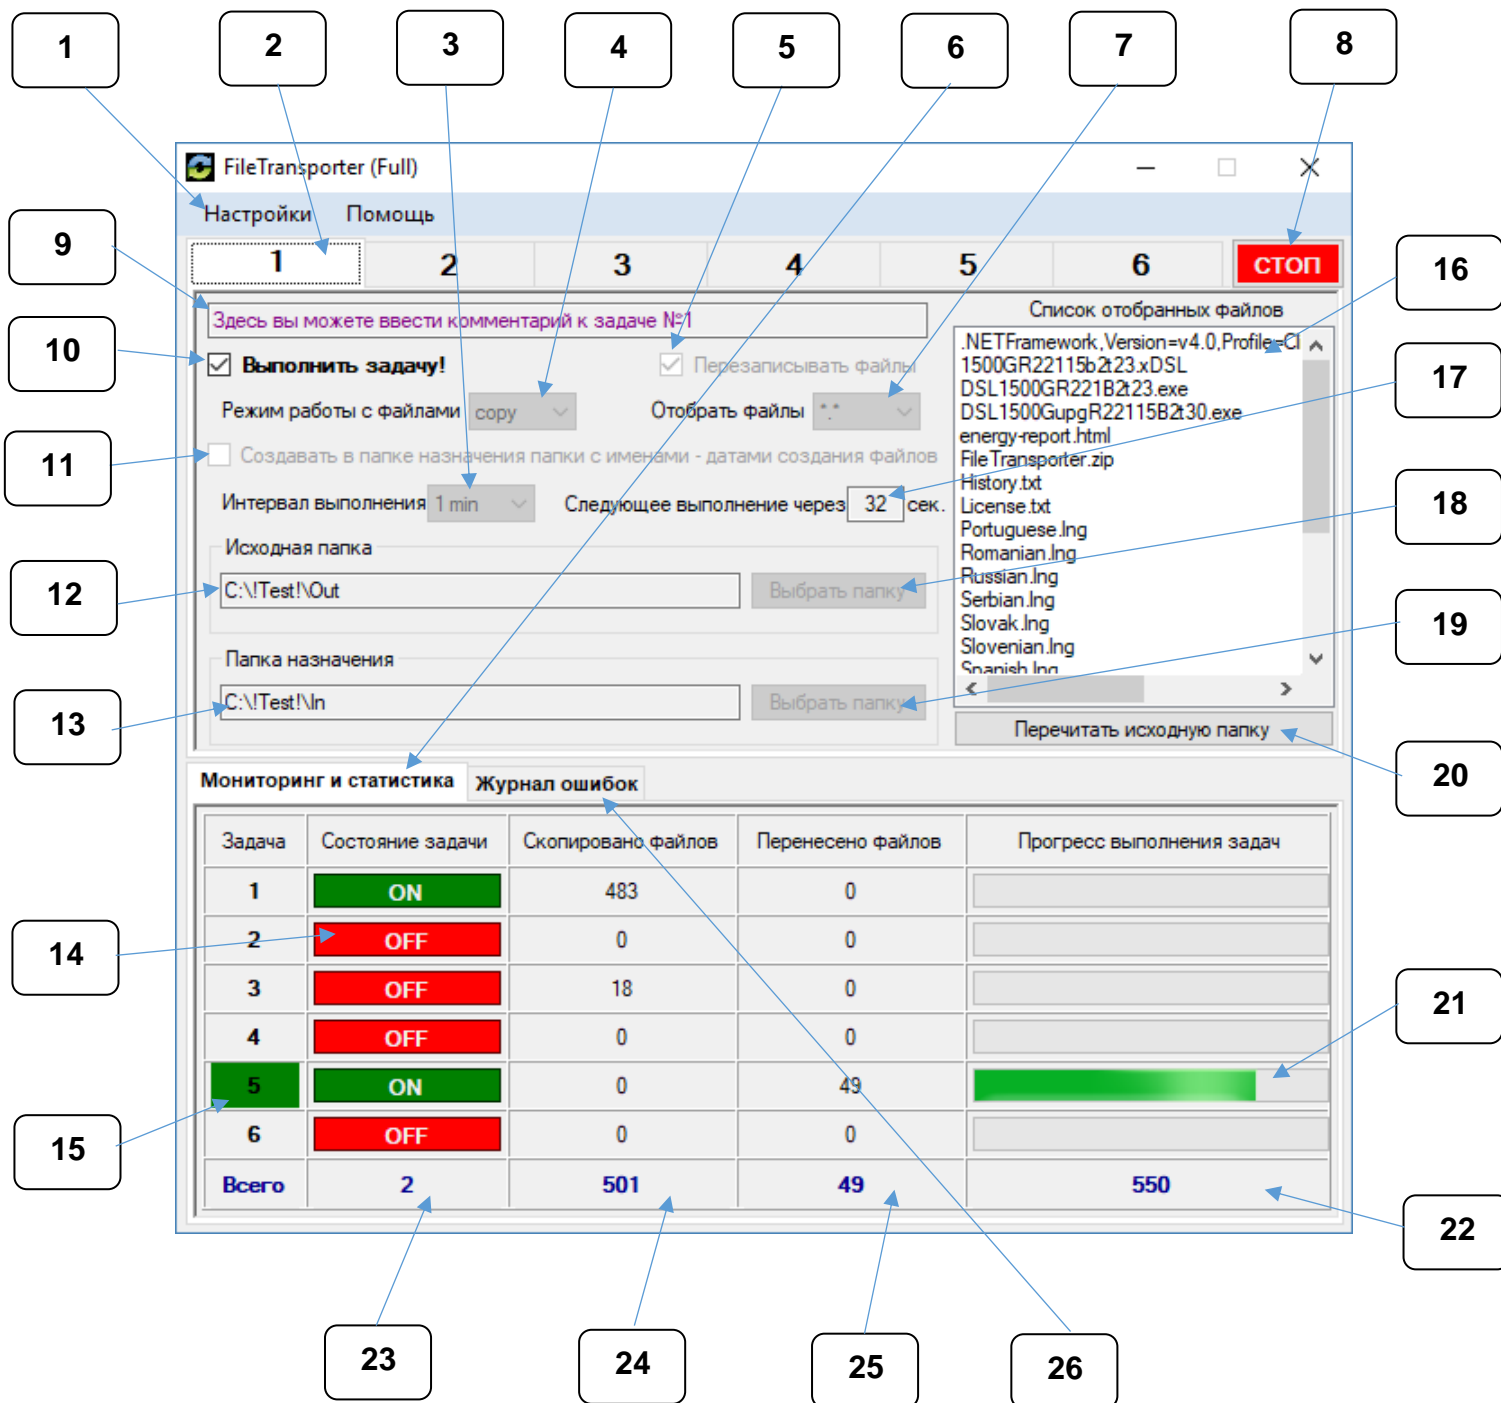 1 2 3 4 5 6 7 8
FileTransporter (Full)
Настройки Помощь
9
1 2 3 4 5 6 СТОП
16
Здесь вы можете ввести комментарий к задаче №1
Список отобранных файлов
10
Выполнить задачу!
Перезаписывать файлы
17
Режим работы с файлами copy
Отобрать файлы *.*
11
Создавать в папке назначения папки с именами - датами создания файлов
Интервал выполнения 1 min
Следующее выполнение через 32 сек.
18
.NETFramework,Version=v4.0,Profile=Cl
1500GR22115b2t23.xDSL
DSL1500GR221B2t23.exe
DSL1500GupgR22115B2t30.exe
energy-report.html
FileTransporter.zip
History.txt
License.txt
Portuguese.lng
Romanian.lng
Russian.lng
Serbian.lng
Slovak.lng
Slovenian.lng
Spanish.lng
Исходная папка
12
C:\!Test!\Out
Выбрать папку
19
Папка назначения
13
C:\!Test!\In
Выбрать папку
Перечитать исходную папку
20
Мониторинг и статистика Журнал ошибок
Задача Состояние задачи Скопировано файлов Перенесено файлов Прогресс выполнения задач
1 ON 483 0
14
2 OFF 0 0
3 OFF 18 0
21
4 OFF 0 0
5 ON 0 49
15
6 OFF 0 0
Всего 2 501 49 550
22
23 24 25 26